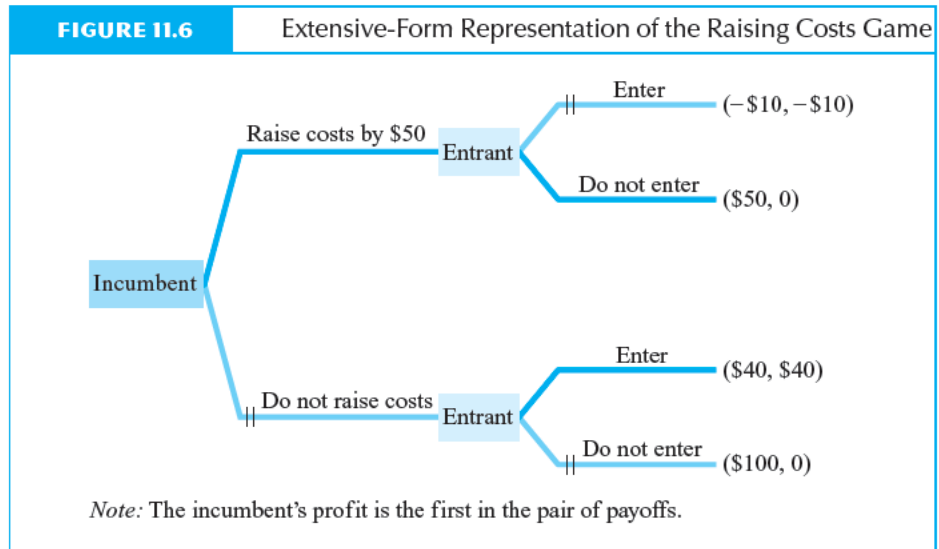 FIGURE 11.6
Extensive-Form Representation of the Raising Costs Game
Enter
(−$10, −$10)
Raise costs by $50
Entrant
Do not enter
($50, 0)
Incumbent
Enter
($40, $40)
Do not raise costs
Entrant
Do not enter
($100, 0)
Note: The incumbent's profit is the first in the pair of payoffs.